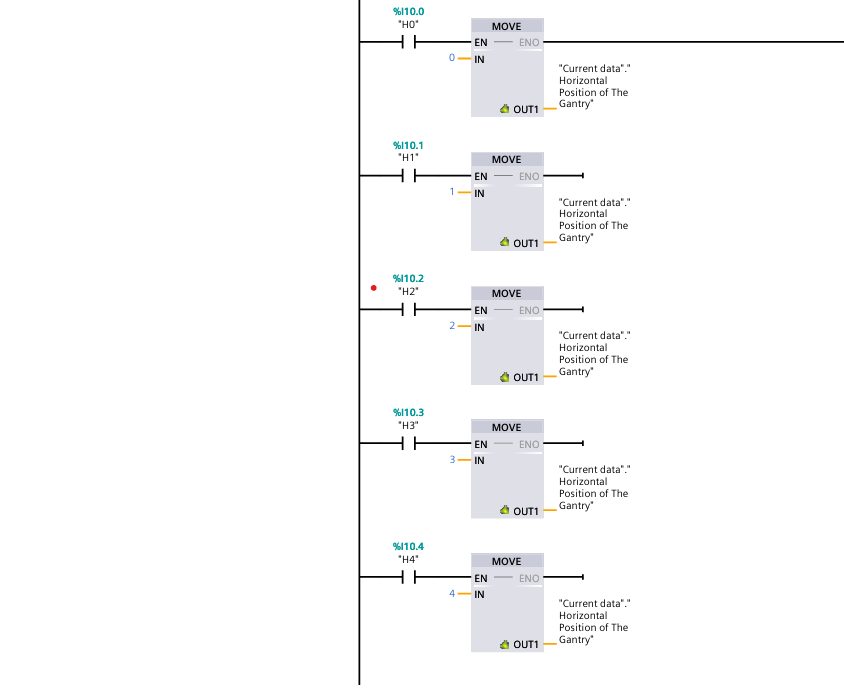 %I10.0
"H0"
MOVE
EN ENO
0 IN
"Current data"."
Horizontal
Position of The
Gantry"
OUT1
%I10.1
"H1"
MOVE
EN ENO
1 IN
"Current data"."
Horizontal
Position of The
Gantry"
OUT1
%I10.2
"H2"
MOVE
EN ENO
2 IN
"Current data"."
Horizontal
Position of The
Gantry"
OUT1
%I10.3
"H3"
MOVE
EN ENO
3 IN
"Current data"."
Horizontal
Position of The
Gantry"
OUT1
%I10.4
"H4"
MOVE
EN ENO
4 IN
"Current data"."
Horizontal
Position of The
Gantry"
OUT1